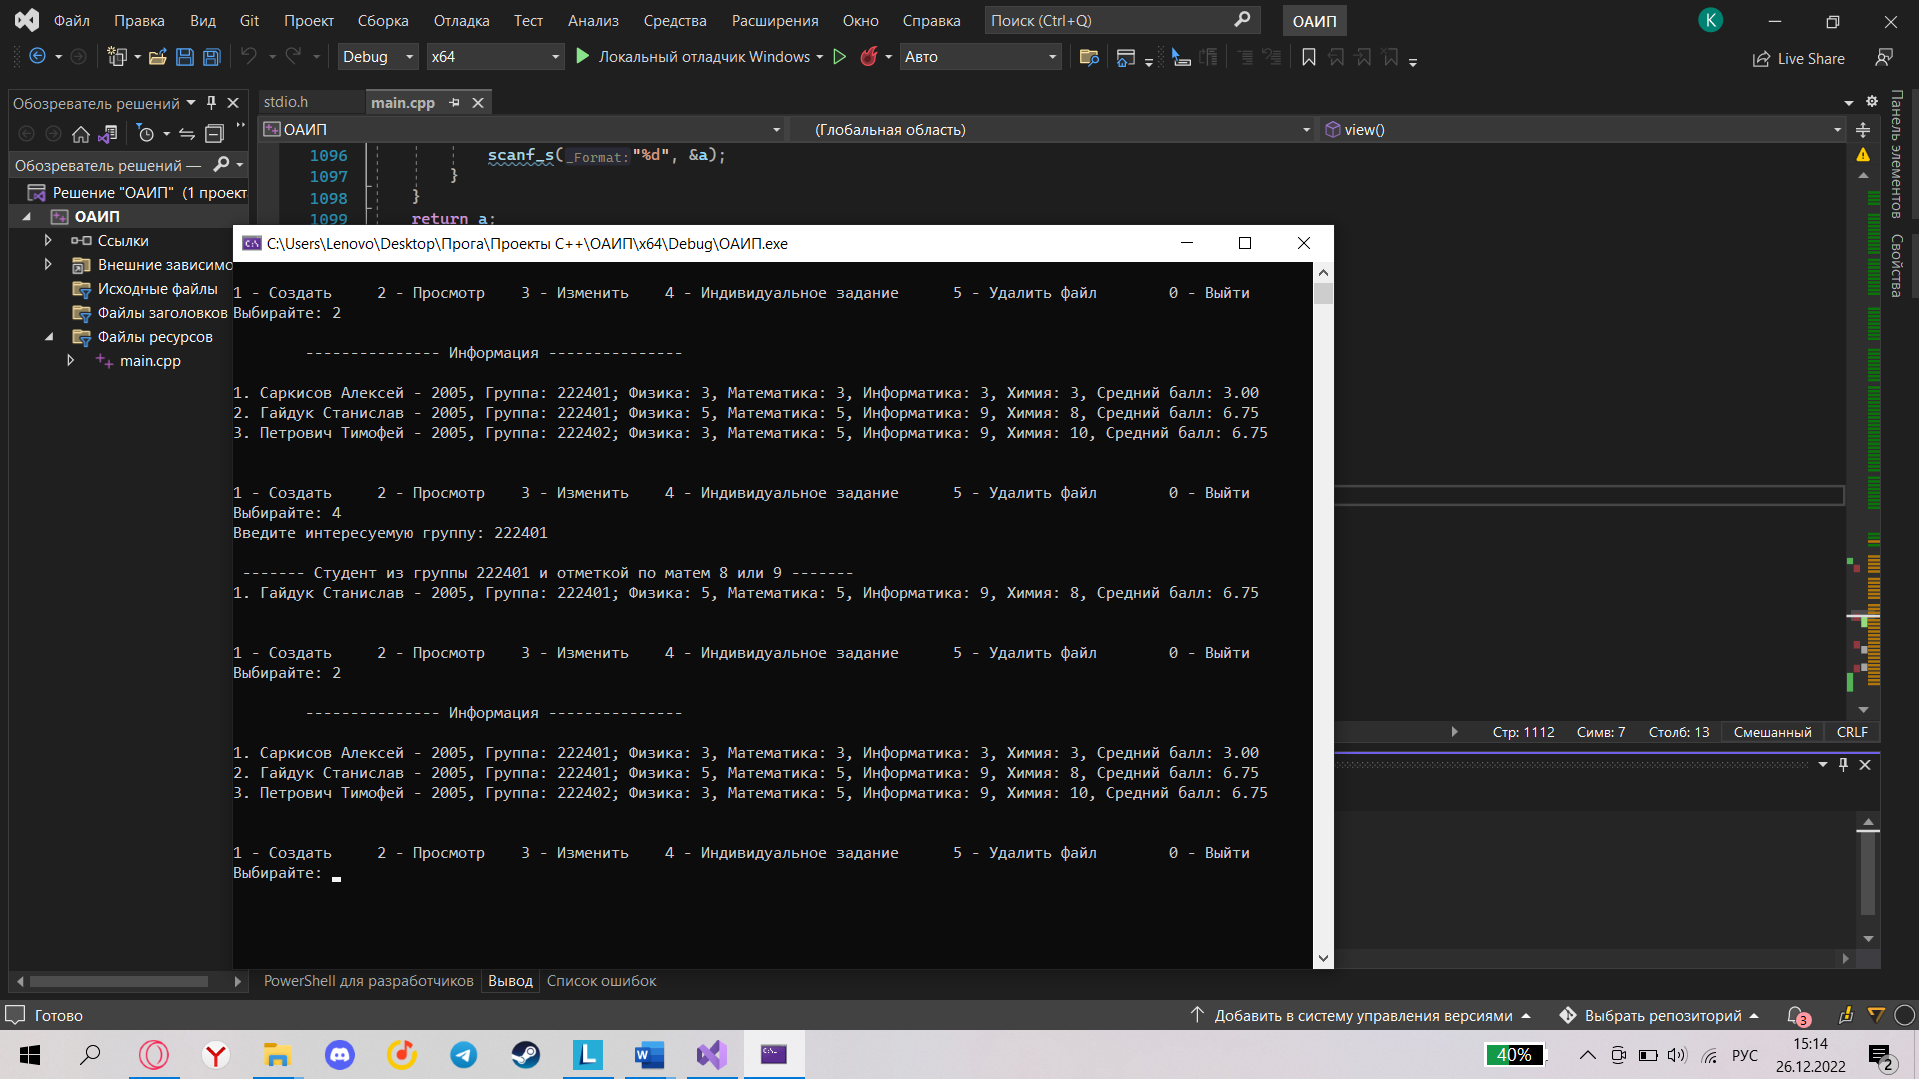 Файл Правка Вид Git Проект Сборка Отладка Тест Анализ Средства Расширения Окно Справка Поиск (Ctrl+Q) ОАИП K
Debug x64 Локальный отладчик Windows Авто Live Share
Обозреватель решений
stdio.h main.cpp
ОАИП (Глобальная область) view()
Обозреватель решений —
Решение "ОАИП" (1 проект
ОАИП
Ссылки
Внешние зависимо
Исходные файлы
Файлы заголовков
Файлы ресурсов
main.cpp
1096 scanf_s(_Format:"%d", &a);
1097 }
1098 }
1099 return a;
C:\Users\Lenovo\Desktop\Прога\Проекты С++\ОАИП\x64\Debug\ОАИП.exe
1 - Создать 2 - Просмотр 3 - Изменить 4 - Индивидуальное задание 5 - Удалить файл 0 - Выйти
Выбирайте: 2
--------------- Информация ---------------
1. Саркисов Алексей - 2005, Группа: 222401; Физика: 3, Математика: 3, Информатика: 3, Химия: 3, Средний балл: 3.00
2. Гайдук Станислав - 2005, Группа: 222401; Физика: 5, Математика: 5, Информатика: 9, Химия: 8, Средний балл: 6.75
3. Петрович Тимофей - 2005, Группа: 222402; Физика: 3, Математика: 5, Информатика: 9, Химия: 10, Средний балл: 6.75
1 - Создать 2 - Просмотр 3 - Изменить 4 - Индивидуальное задание 5 - Удалить файл 0 - Выйти
Выбирайте: 4
Введите интересуемую группу: 222401
------- Студент из группы 222401 и отметкой по матем 8 или 9 -------
1. Гайдук Станислав - 2005, Группа: 222401; Физика: 5, Математика: 5, Информатика: 9, Химия: 8, Средний балл: 6.75
1 - Создать 2 - Просмотр 3 - Изменить 4 - Индивидуальное задание 5 - Удалить файл 0 - Выйти
Выбирайте: 2
--------------- Информация ---------------
1. Саркисов Алексей - 2005, Группа: 222401; Физика: 3, Математика: 3, Информатика: 3, Химия: 3, Средний балл: 3.00
2. Гайдук Станислав - 2005, Группа: 222401; Физика: 5, Математика: 5, Информатика: 9, Химия: 8, Средний балл: 6.75
3. Петрович Тимофей - 2005, Группа: 222402; Физика: 3, Математика: 5, Информатика: 9, Химия: 10, Средний балл: 6.75
1 - Создать 2 - Просмотр 3 - Изменить 4 - Индивидуальное задание 5 - Удалить файл 0 - Выйти
Выбирайте:
Панель элементов
Свойства
Стр: 1112 Симв: 7 Столб: 13 Смешанный CRLF
PowerShell для разработчиков Вывод Список ошибок
Готово Добавить в систему управления версиями Выбрать репозиторий 3
40% РУС 15:14
26.12.2022 2